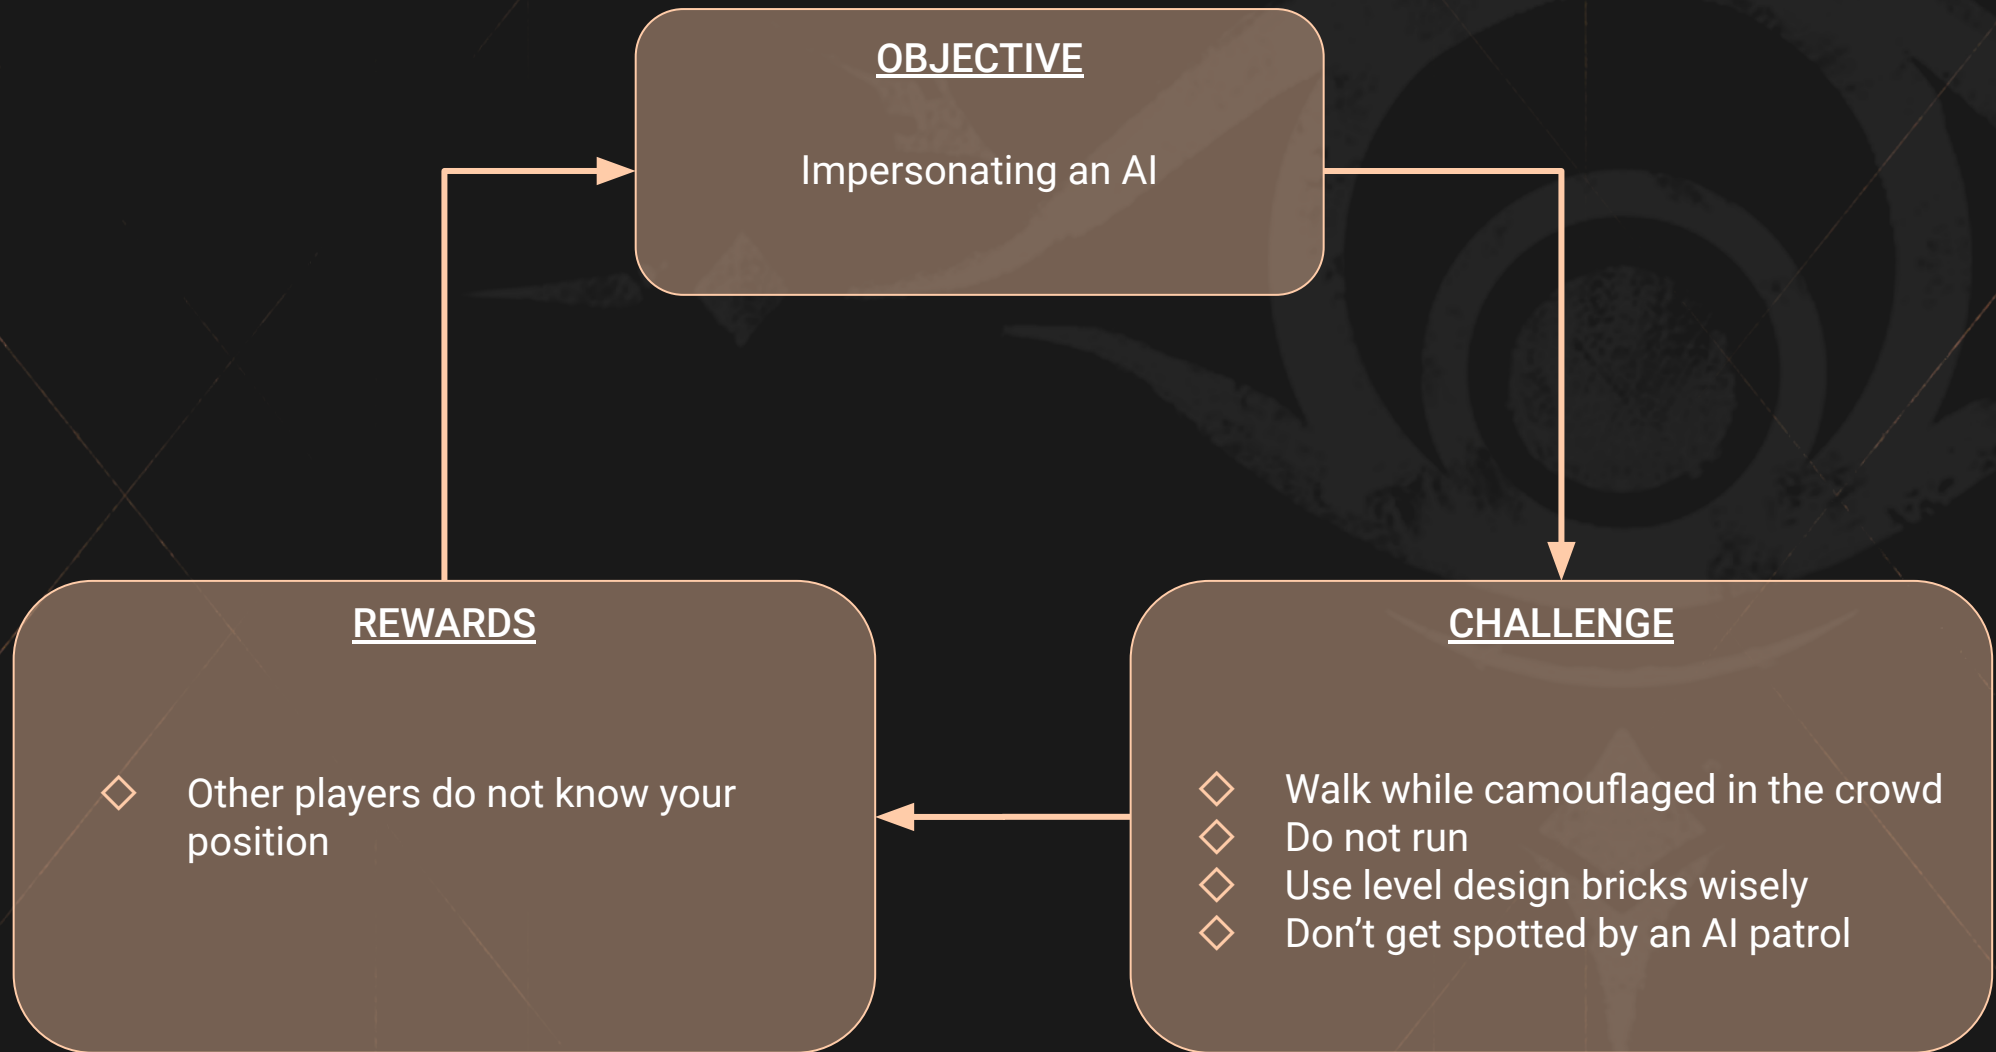 OBJECTIVE
Impersonating an AI
REWARDS
Other players do not know your
position
CHALLENGE
Walk while camouflaged in the crowd
Do not run
Use level design bricks wisely
Don’t get spotted by an AI patrol